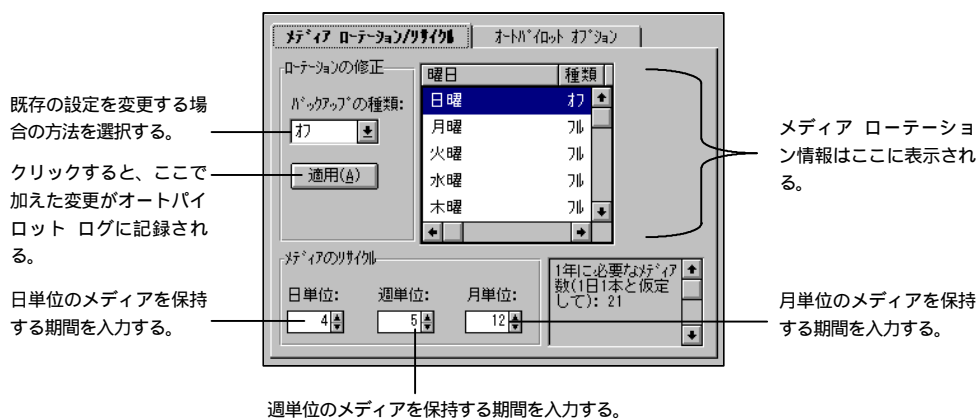 メディア ローテーション/リサイクル
オートパイロット オプション
ローテーションの修正
バックアップの種類:
オフ
適用(A)
曜日 種類
日曜 オフ
月曜 フル
火曜 フル
水曜 フル
木曜 フル
メディアのリサイクル
日単位: 週単位: 月単位:
4 5 12
1年に必要なメディア
数(1日1本と仮定
して): 21
既存の設定を変更する場
合の方法を選択する。
クリックすると、ここで
加えた変更がオートパイ
ロット ログに記録され
る。
日単位のメディアを保持
する期間を入力する。
メディア ローテーショ
ン情報はここに表示され
る。
月単位のメディアを保持
する期間を入力する。
週単位のメディアを保持する期間を入力する。